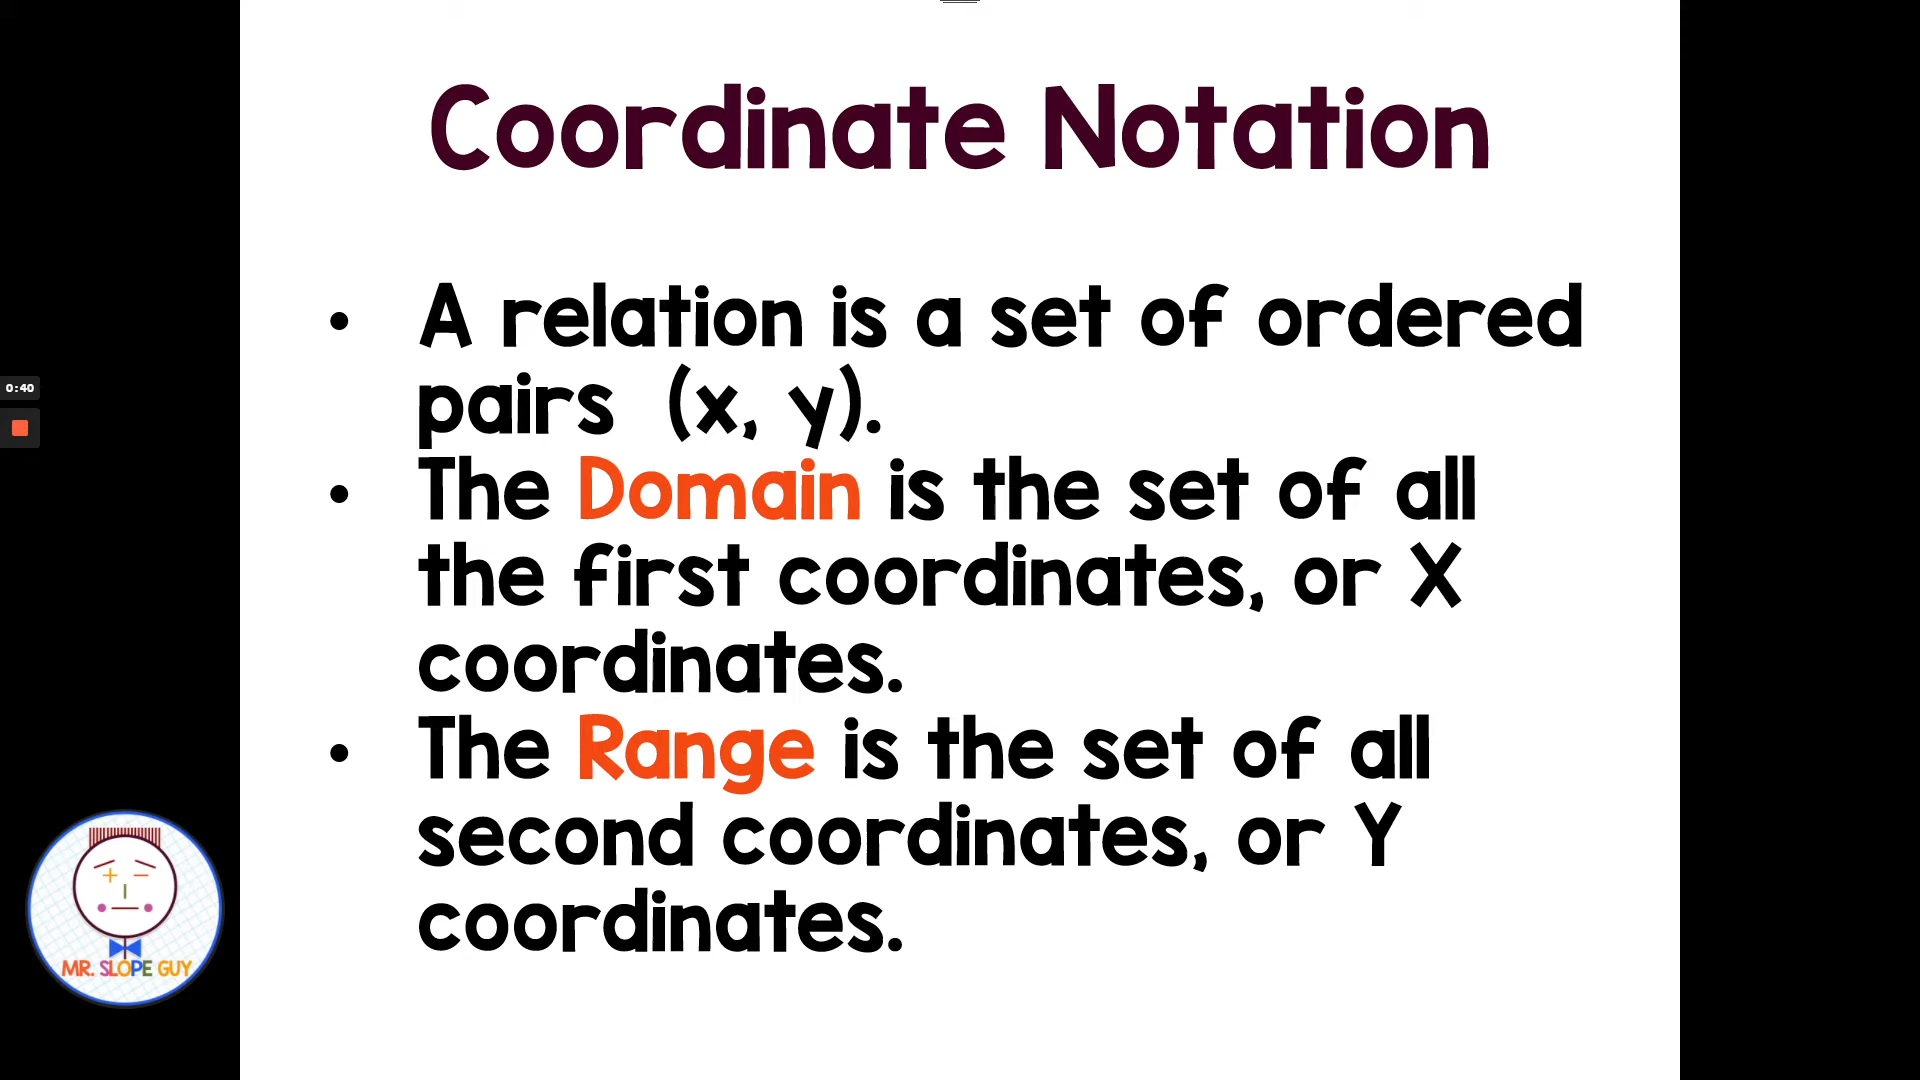 Coordinate Notation
• A relation is a set of ordered
pairs (x, y).
• The Domain is the set of all
the first coordinates, or X
coordinates.
• The Range is the set of all
second coordinates, or Y
coordinates.
0:40
MR. SLOPE GUY